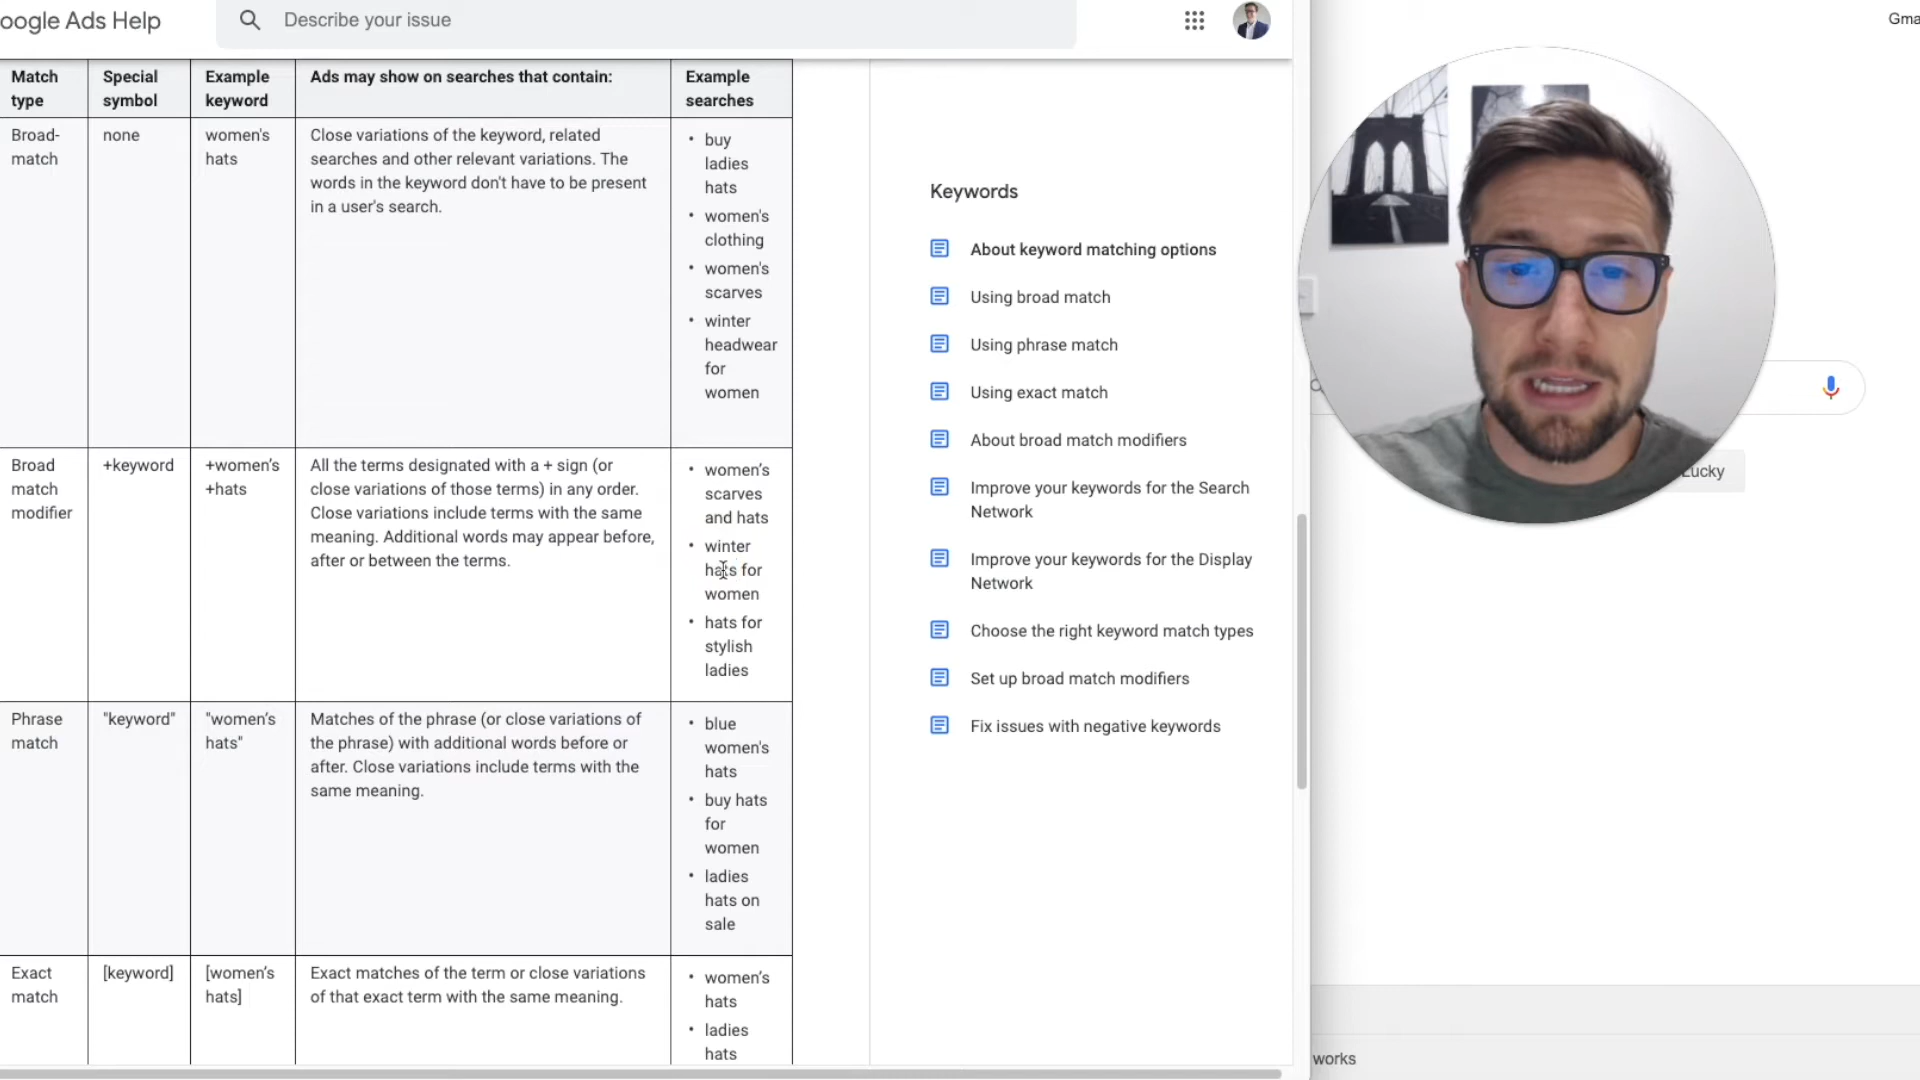 oogle Ads Help
Describe your issue
Gma
Match type
Special symbol
Example keyword
Ads may show on searches that contain:
Example searches
Broad-
match
none
women's
hats
Close variations of the keyword, related
searches and other relevant variations. The
words in the keyword don't have to be present
in a user's search.
• buy
ladies
hats
• women's
clothing
• women's
scarves
• winter
headwear
for
women
Broad
match
modifier
+keyword
+women’s
+hats
All the terms designated with a + sign (or
close variations of those terms) in any order.
Close variations include terms with the same
meaning. Additional words may appear before,
after or between the terms.
• women’s
scarves
and hats
• winter
hats for
women
• hats for
stylish
ladies
Phrase
match
"keyword"
"women’s
hats"
Matches of the phrase (or close variations of
the phrase) with additional words before or
after. Close variations include terms with the
same meaning.
• blue
women's
hats
• buy hats
for
women
• ladies
hats on
sale
Exact
match
[keyword]
[women’s
hats]
Exact matches of the term or close variations
of that exact term with the same meaning.
• women’s
hats
• ladies
hats
Keywords
About keyword matching options
Using broad match
Using phrase match
Using exact match
About broad match modifiers
Improve your keywords for the Search
Network
Improve your keywords for the Display
Network
Choose the right keyword match types
Set up broad match modifiers
Fix issues with negative keywords
Lucky
works